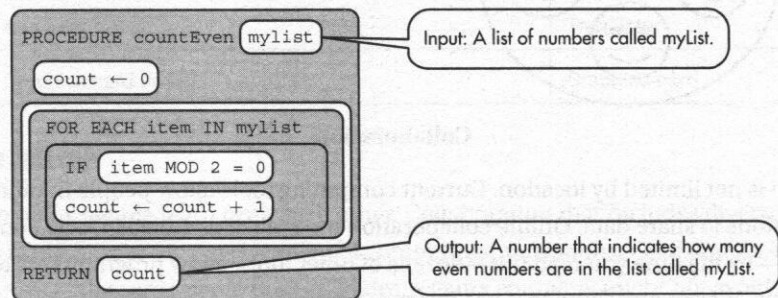 PROCEDURE countEven mylist
Input: A list of numbers called myList.
count ← 0
FOR EACH item IN mylist
IF item MOD 2 = 0
count ← count + 1
Output: A number that indicates how many
even numbers are in the list called myList.
RETURN count